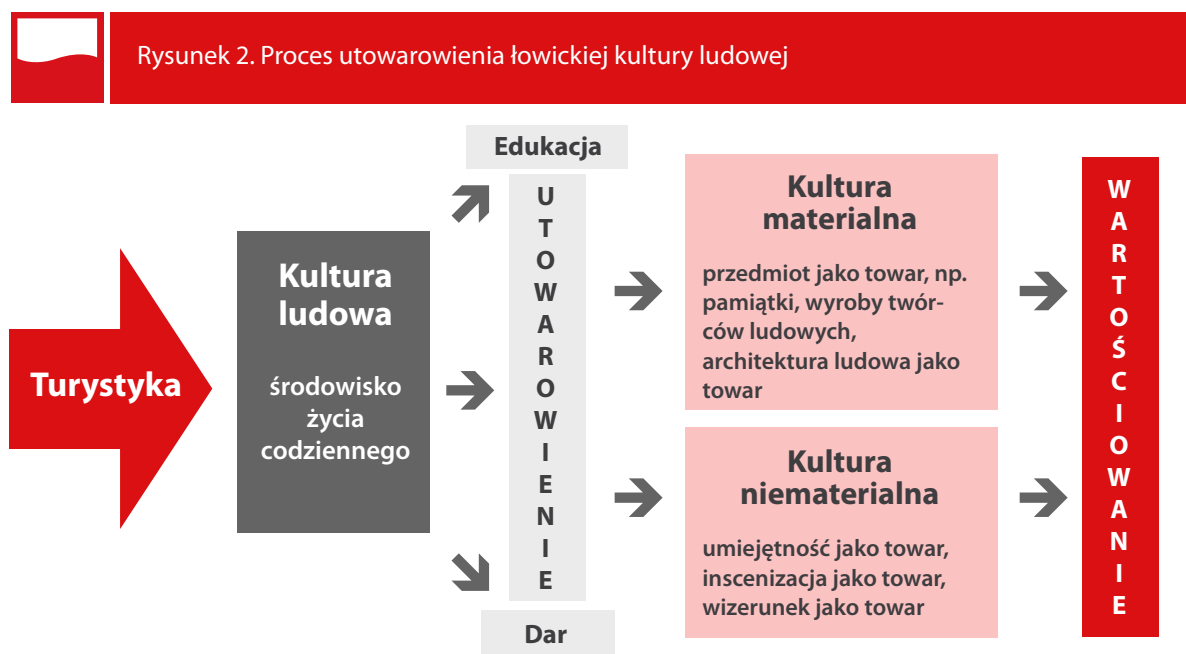 Rysunek 2. Proces utowarowienia łowickiej kultury ludowej
Turystyka
Kultura
ludowa
środowisko
życia
codziennego
Edukacja
U
T
O
W
A
R
O
W
I
E
N
I
E
Dar
Kultura
materialna
przedmiot jako towar, np.
pamiątki, wyroby twór-
ców ludowych,
architektura ludowa jako
towar
Kultura
niematerialna
umiejętność jako towar,
inscenizacja jako towar,
wizerunek jako towar
W
A
R
T
O
Ś
C
I
O
W
A
N
I
E